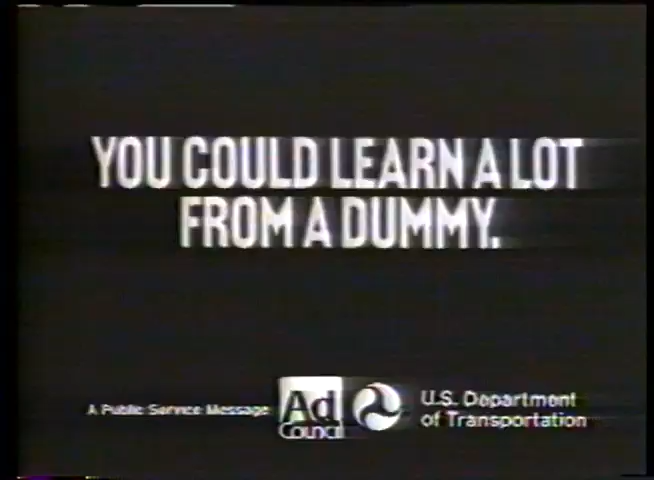 YOU COULD LEARN A LOT
FROM A DUMMY.
A Public Service Message
Ad
Council
U.S. Department
of Transportation